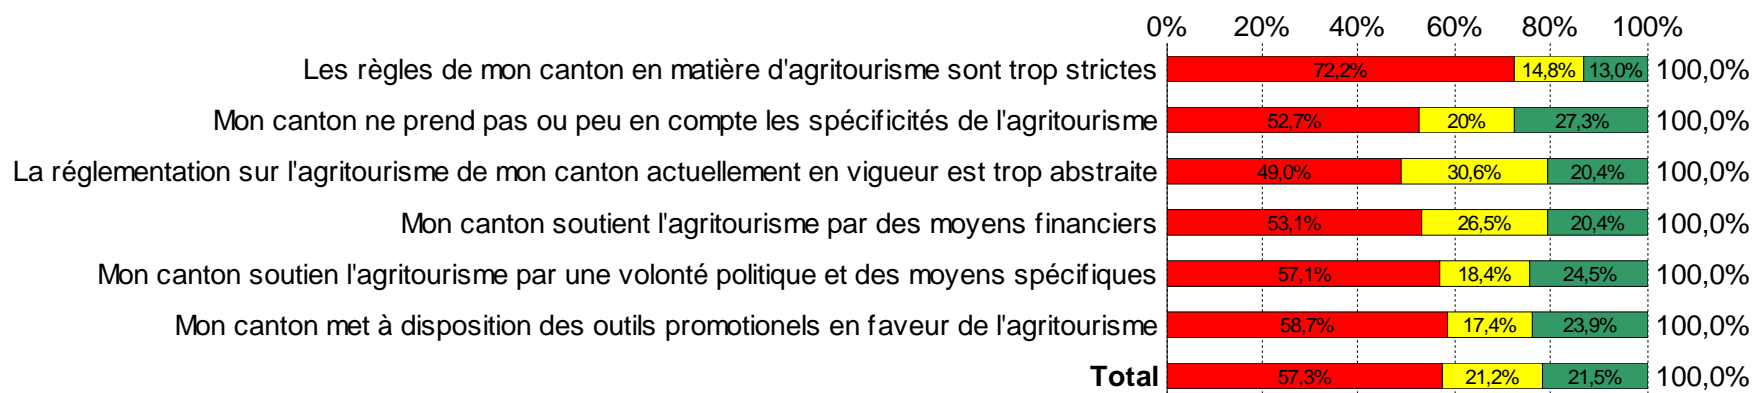 0% 20% 40% 60% 80% 100%
Les règles de mon canton en matière d'agritourisme sont trop strictes 72,2% 14,8% 13,0% 100,0%
Mon canton ne prend pas ou peu en compte les spécificités de l'agritourisme 52,7% 20% 27,3% 100,0%
La réglementation sur l'agritourisme de mon canton actuellement en vigueur est trop abstraite 49,0% 30,6% 20,4% 100,0%
Mon canton soutient l'agritourisme par des moyens financiers 53,1% 26,5% 20,4% 100,0%
Mon canton soutien l'agritourisme par une volonté politique et des moyens spécifiques 57,1% 18,4% 24,5% 100,0%
Mon canton met à disposition des outils promotionels en faveur de l'agritourisme 58,7% 17,4% 23,9% 100,0%
Total 57,3% 21,2% 21,5% 100,0%